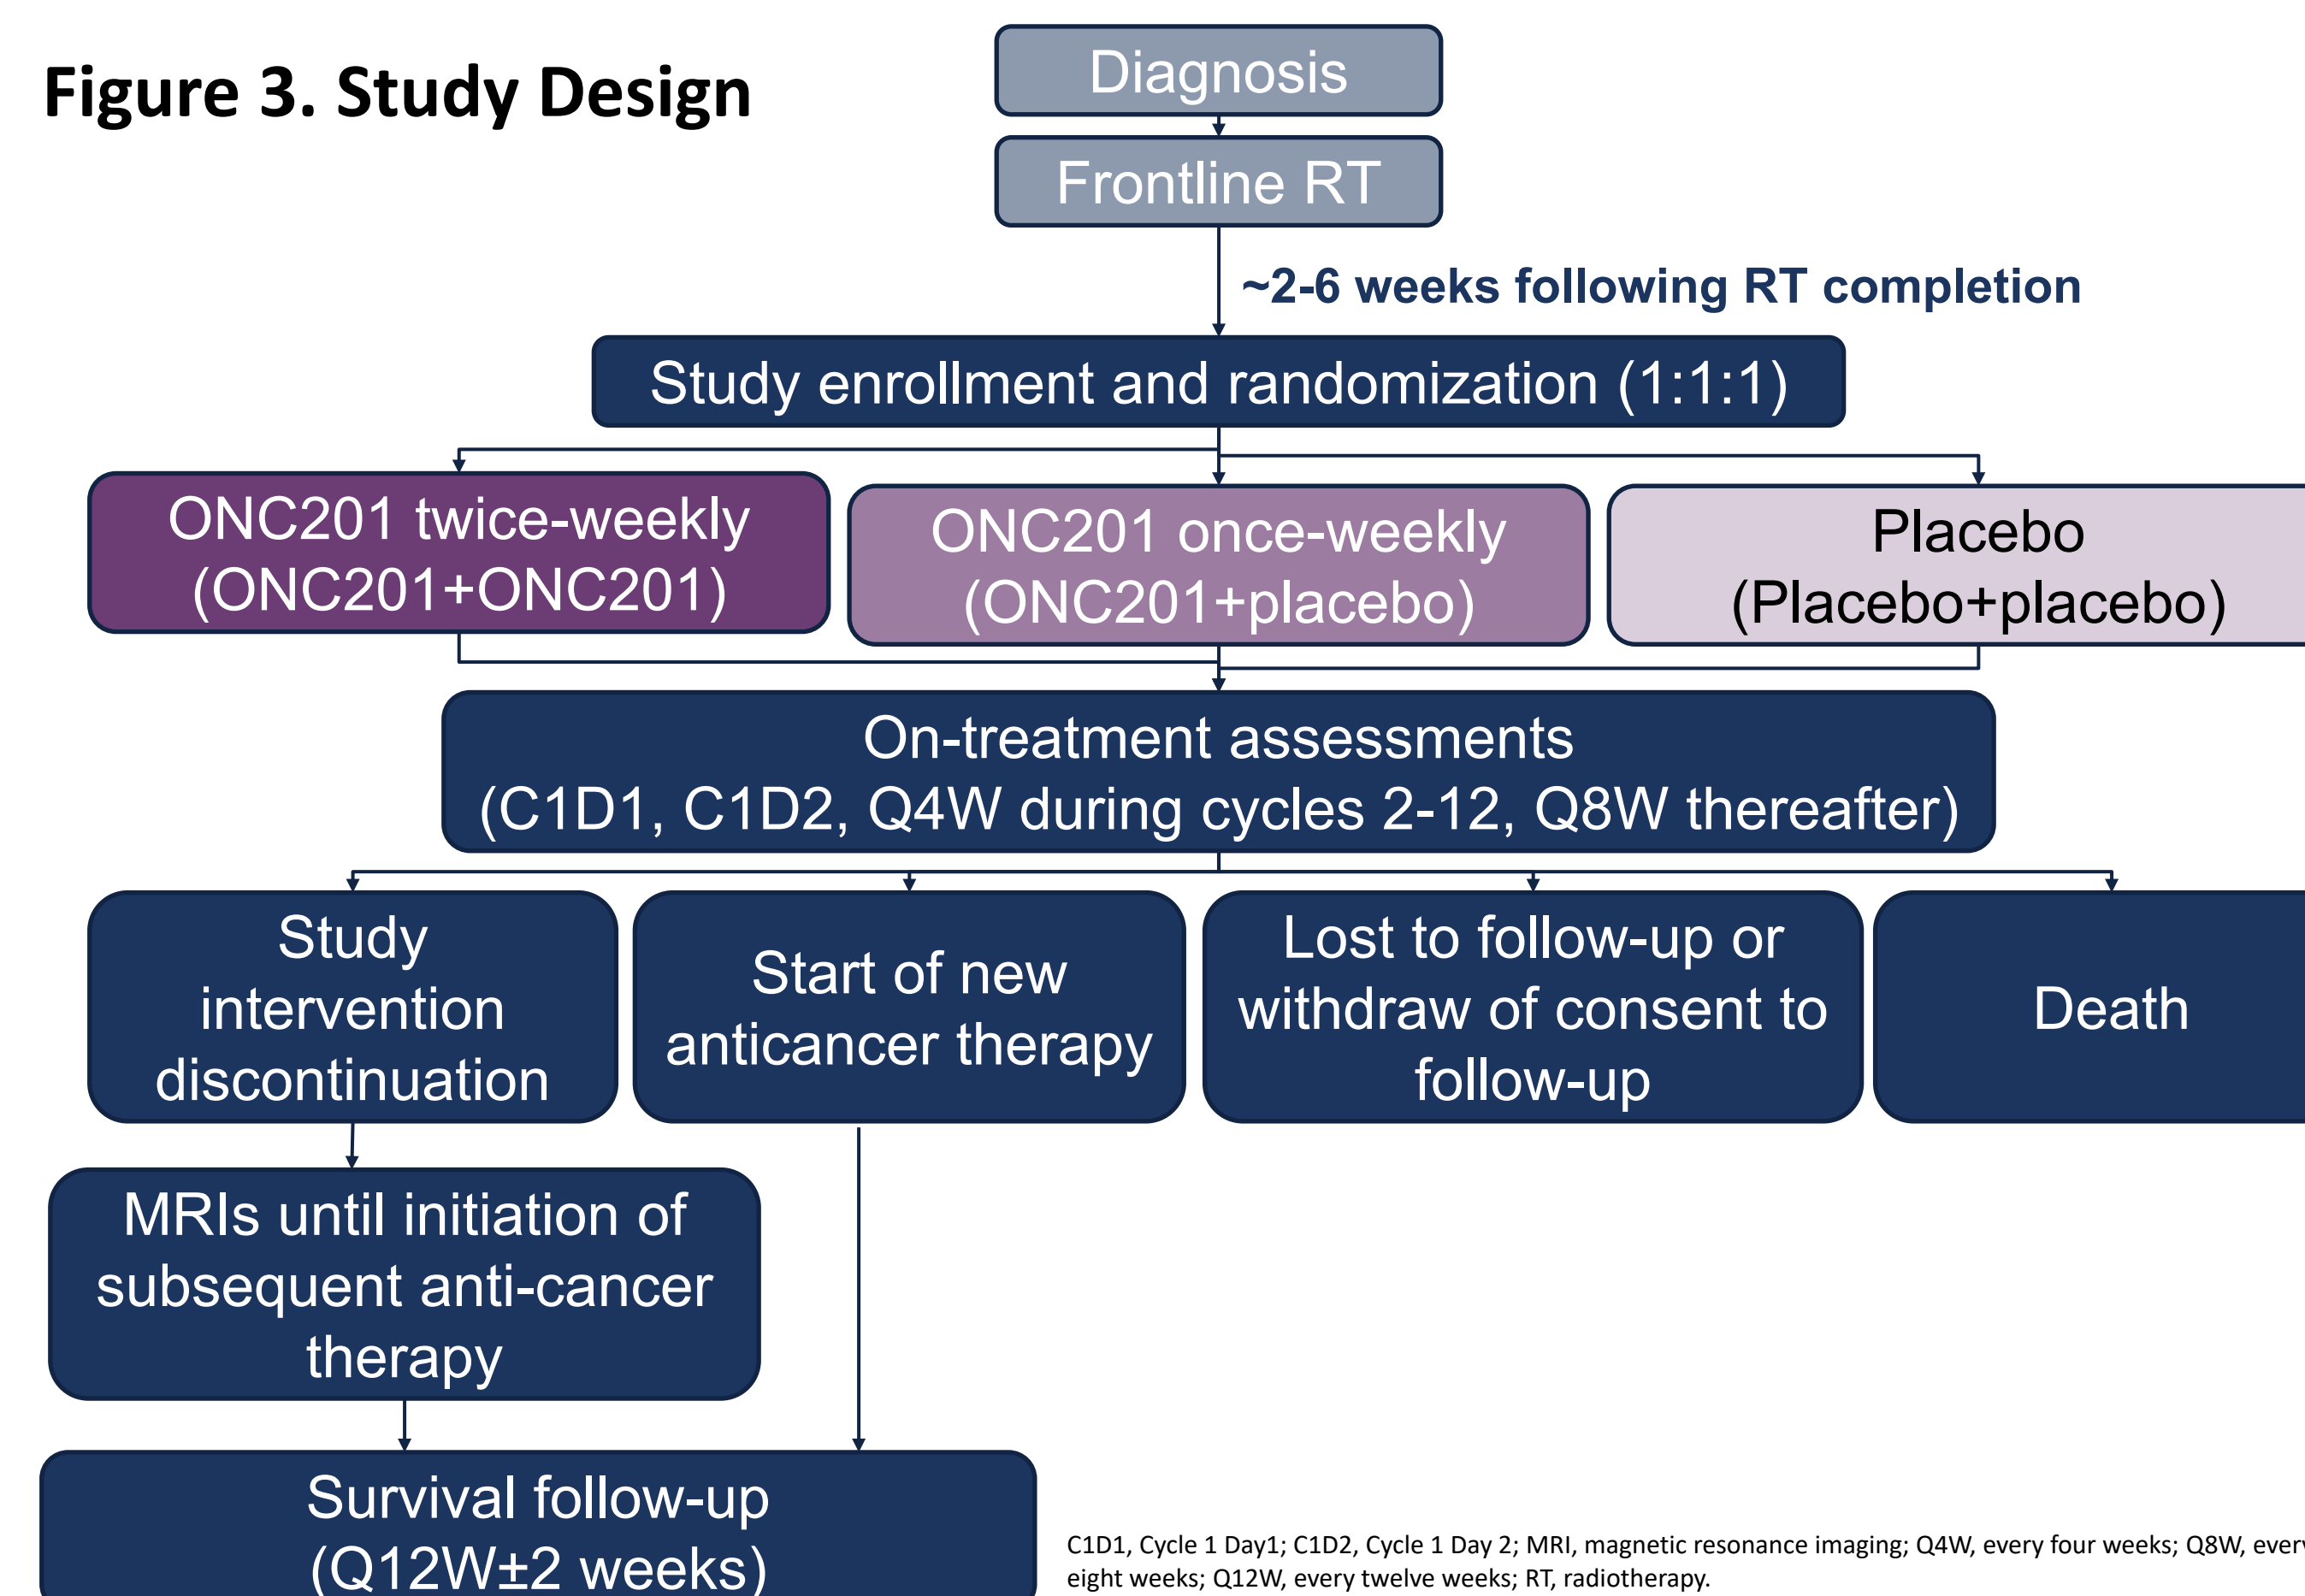 Figure 3. Study Design
Diagnosis
Frontline RT
~2-6 weeks following RT completion
Study enrollment and randomization (1:1:1)
ONC201 twice-weekly
(ONC201+ONC201)
ONC201 once-weekly
(ONC201+placebo)
Placebo
(Placebo+placebo)
On-treatment assessments
(C1D1, C1D2, Q4W during cycles 2-12, Q8W thereafter)
Study
intervention
discontinuation
Start of new
anticancer therapy
Lost to follow-up or
withdraw of consent to
follow-up
Death
MRIs until initiation of
subsequent anti-cancer
therapy
Survival follow-up
(Q12W±2 weeks)
C1D1, Cycle 1 Day1; C1D2, Cycle 1 Day 2; MRI, magnetic resonance imaging; Q4W, every four weeks; Q8W, every
eight weeks; Q12W, every twelve weeks; RT, radiotherapy.